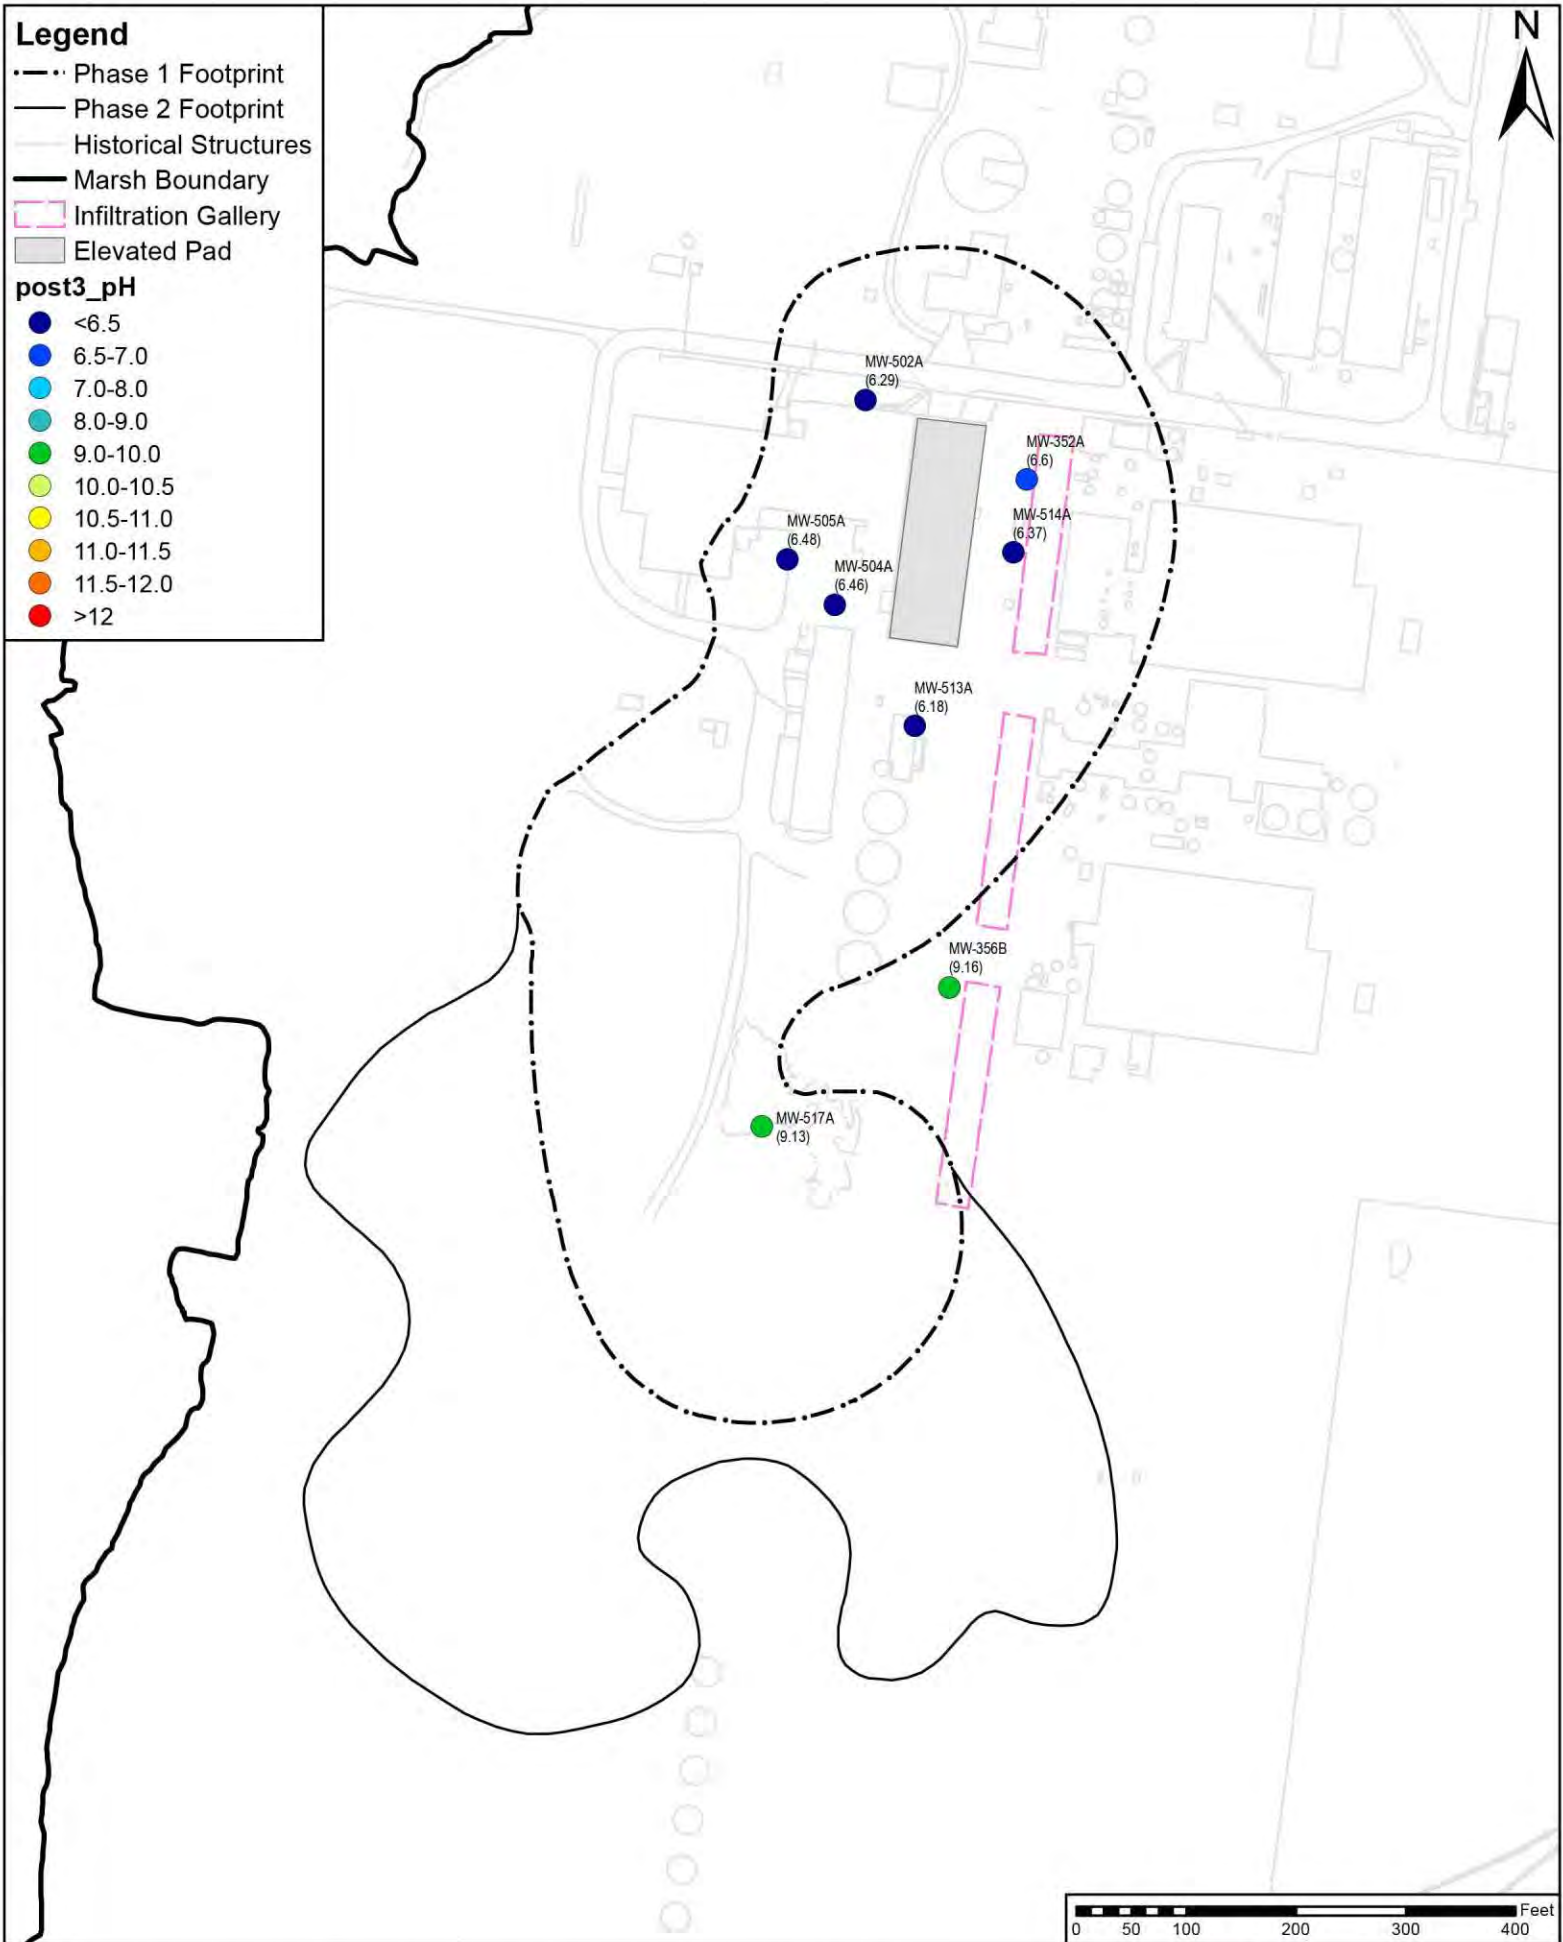 Legend
Phase 1 Footprint
Phase 2 Footprint
Historical Structures
Marsh Boundary
Infiltration Gallery
Elevated Pad
post3_pH
<6.5
6.5-7.0
7.0-8.0
8.0-9.0
9.0-10.0
10.0-10.5
10.5-11.0
11.0-11.5
11.5-12.0
>12
N
MW-502A
(6.29)
MW-352A
(6.6)
MW-514A
(6.37)
MW-505A
(6.48)
MW-504A
(6.46)
MW-513A
(6.18)
MW-356B
(9.16)
MW-517A
(9.13)
Feet
0 50 100 200 300 400